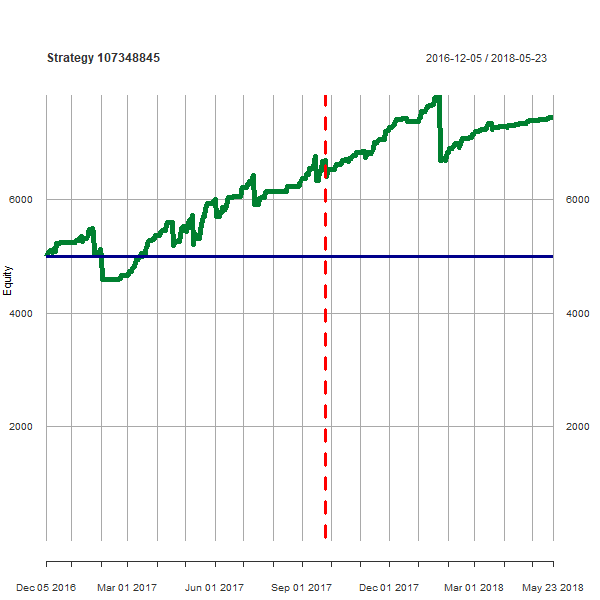 Strategy 107348845 2016-12-05 / 2018-05-23
6000 6000
Equity
4000 4000
2000 2000
Dec 05 2016 Mar 01 2017 Jun 01 2017 Sep 01 2017 Dec 01 2017 Mar 01 2018 May 23 2018